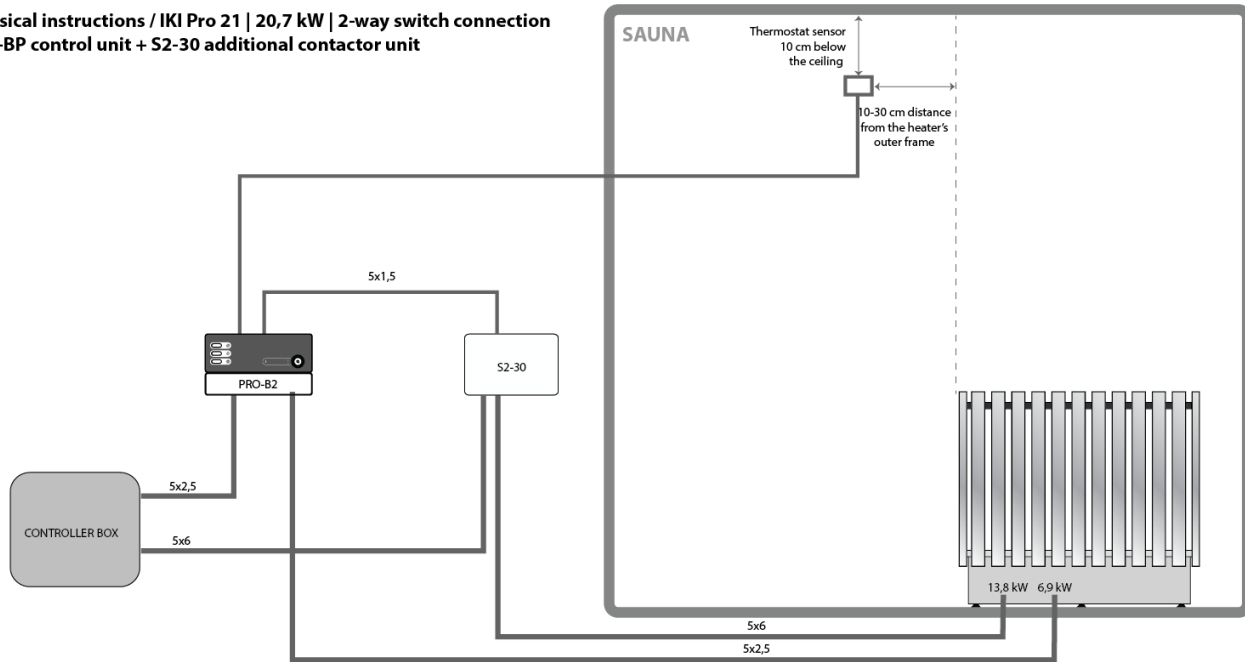 sical instructions / IKI Pro 21 | 20,7 kW | 2-way switch connection
-BP control unit + S2-30 additional contactor unit
SAUNA
Thermostat sensor
10 cm below
the ceiling
10-30 cm distance
from the heater's
outer frame
5x1,5
PRO-B2
S2-30
5x2,5
CONTROLLER BOX
5x6
13,8 kW 6,9 kW
5x6
5x2,5